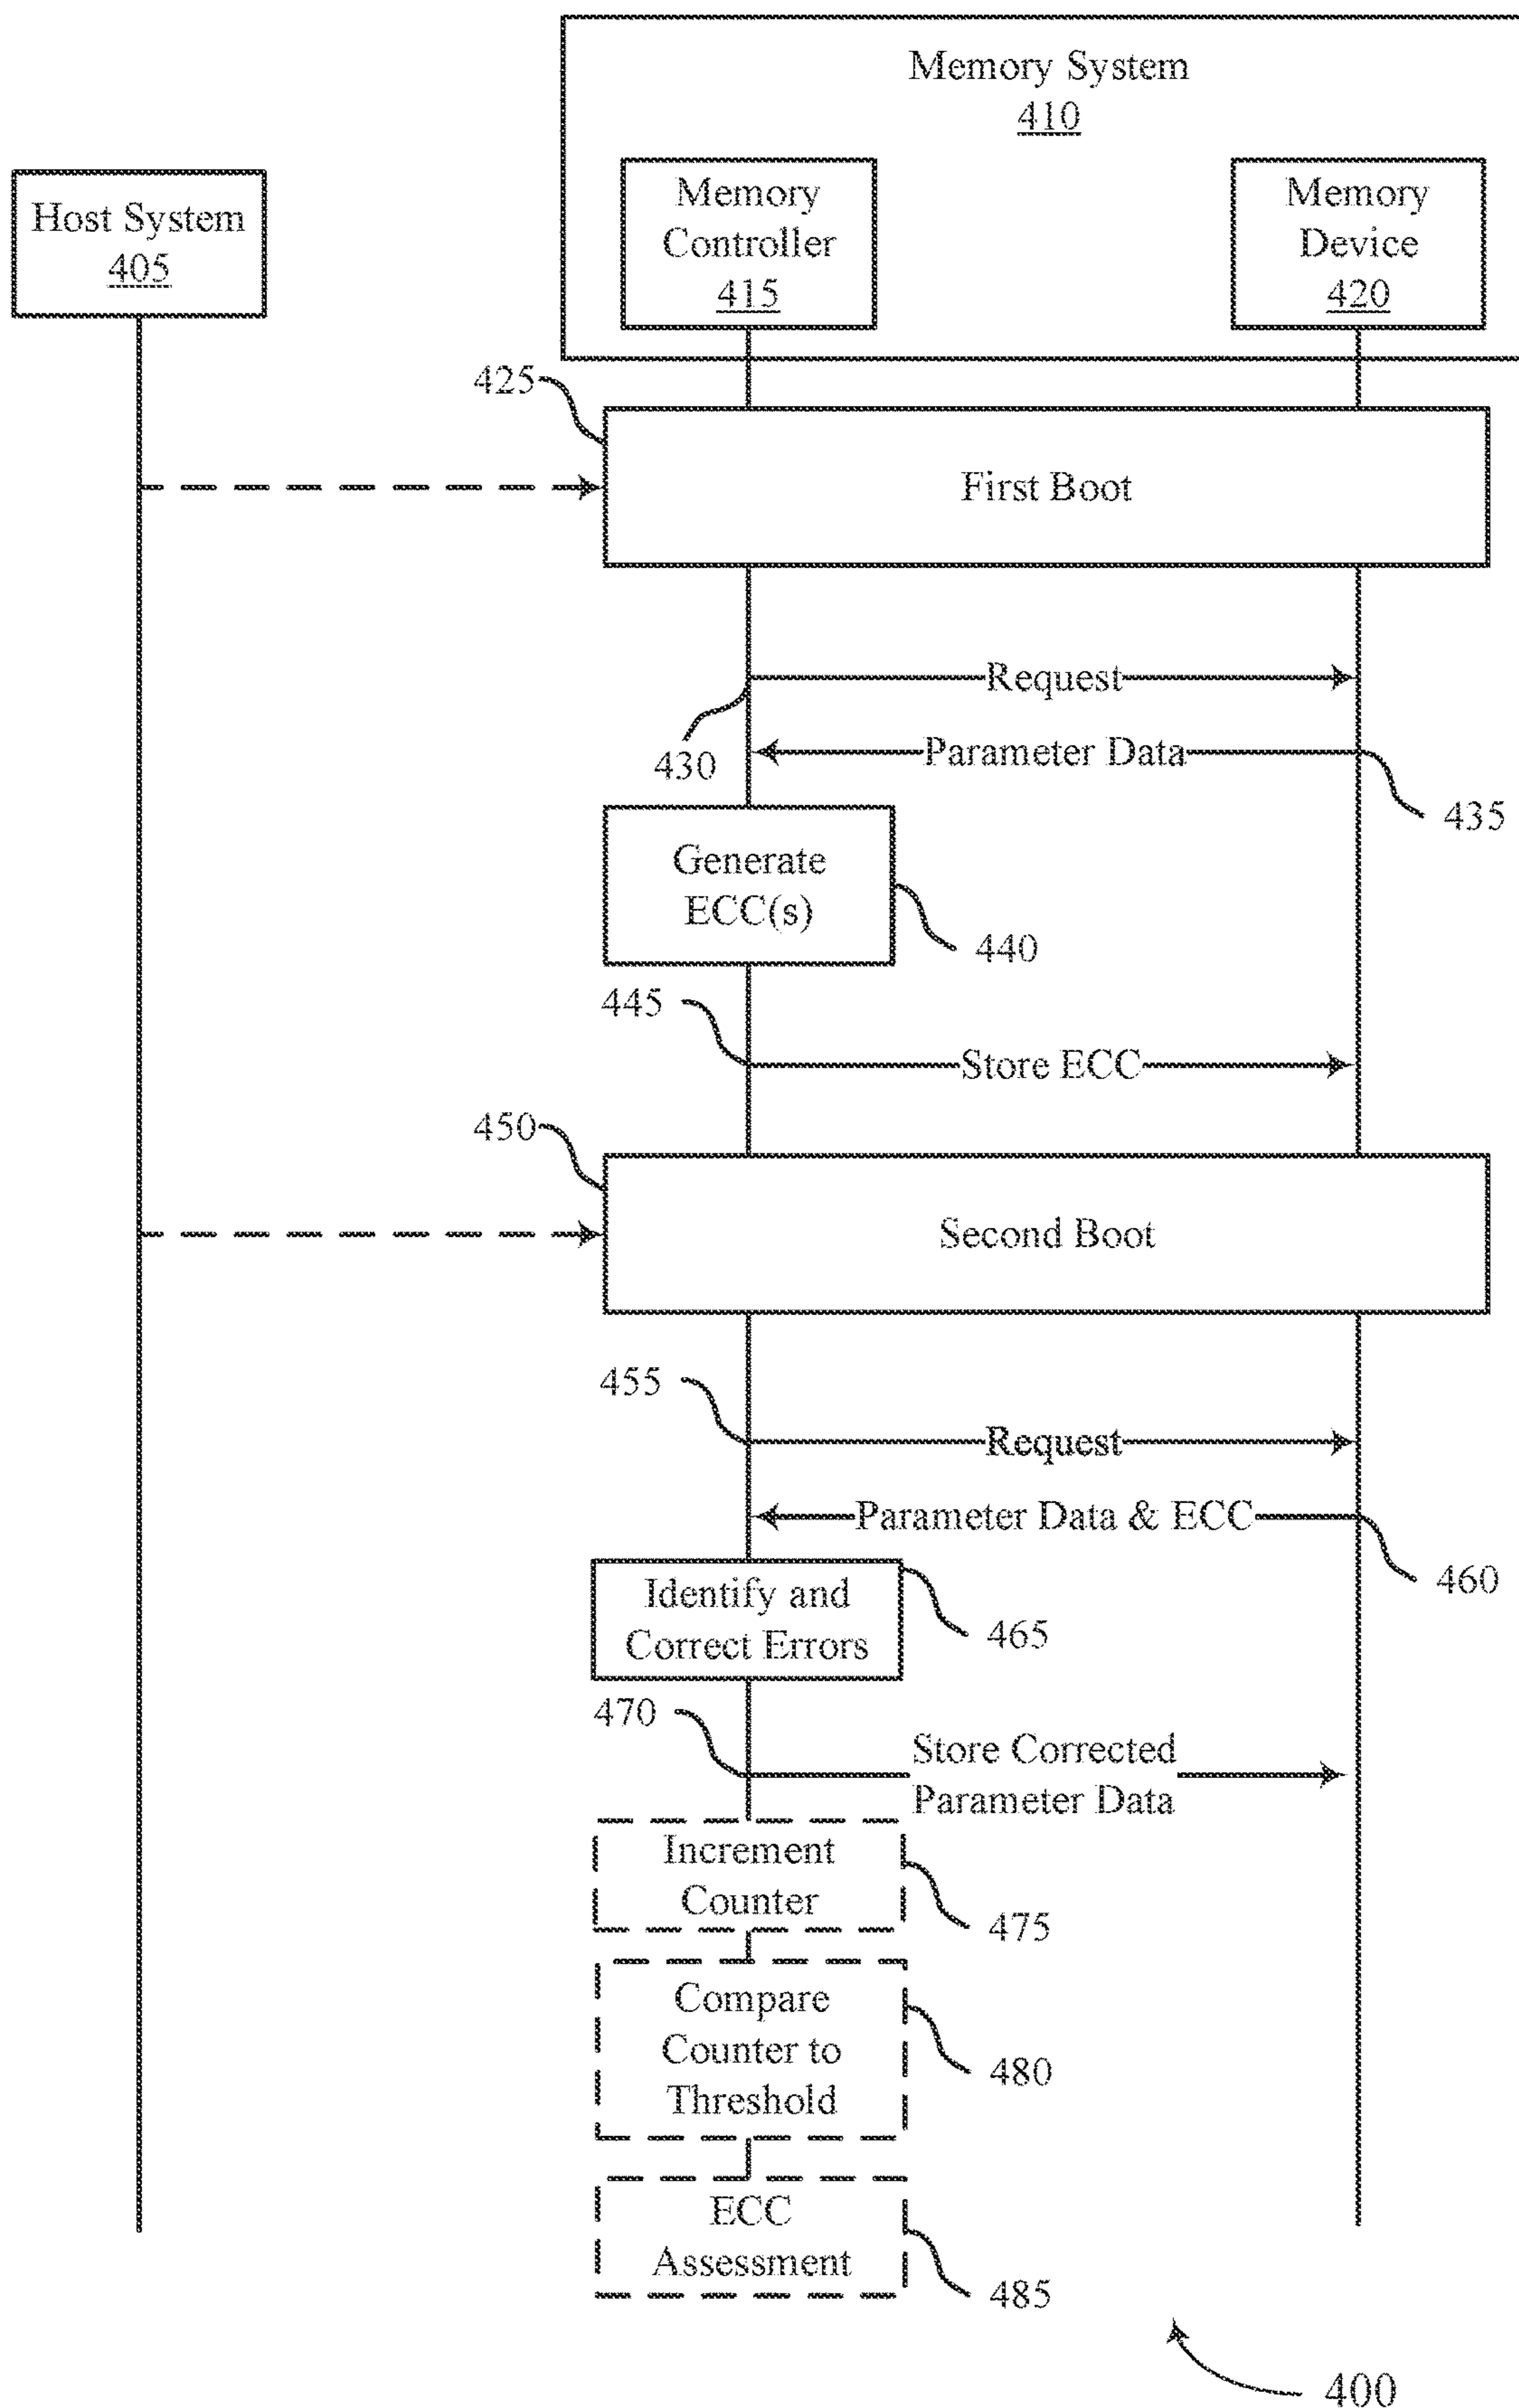 Memory System
410
Host System
405
Memory
Controller
415
Memory
Device
420
425
First Boot
Request
430
Parameter Data
435
Generate
ECC(s)
440
445
Store ECC
450
Second Boot
455
Request
Parameter Data & ECC
460
Identify and
Correct Errors
465
470
Store Corrected
Parameter Data
Increment
Counter
475
Compare
Counter to
Threshold
480
ECC
Assessment
485
400